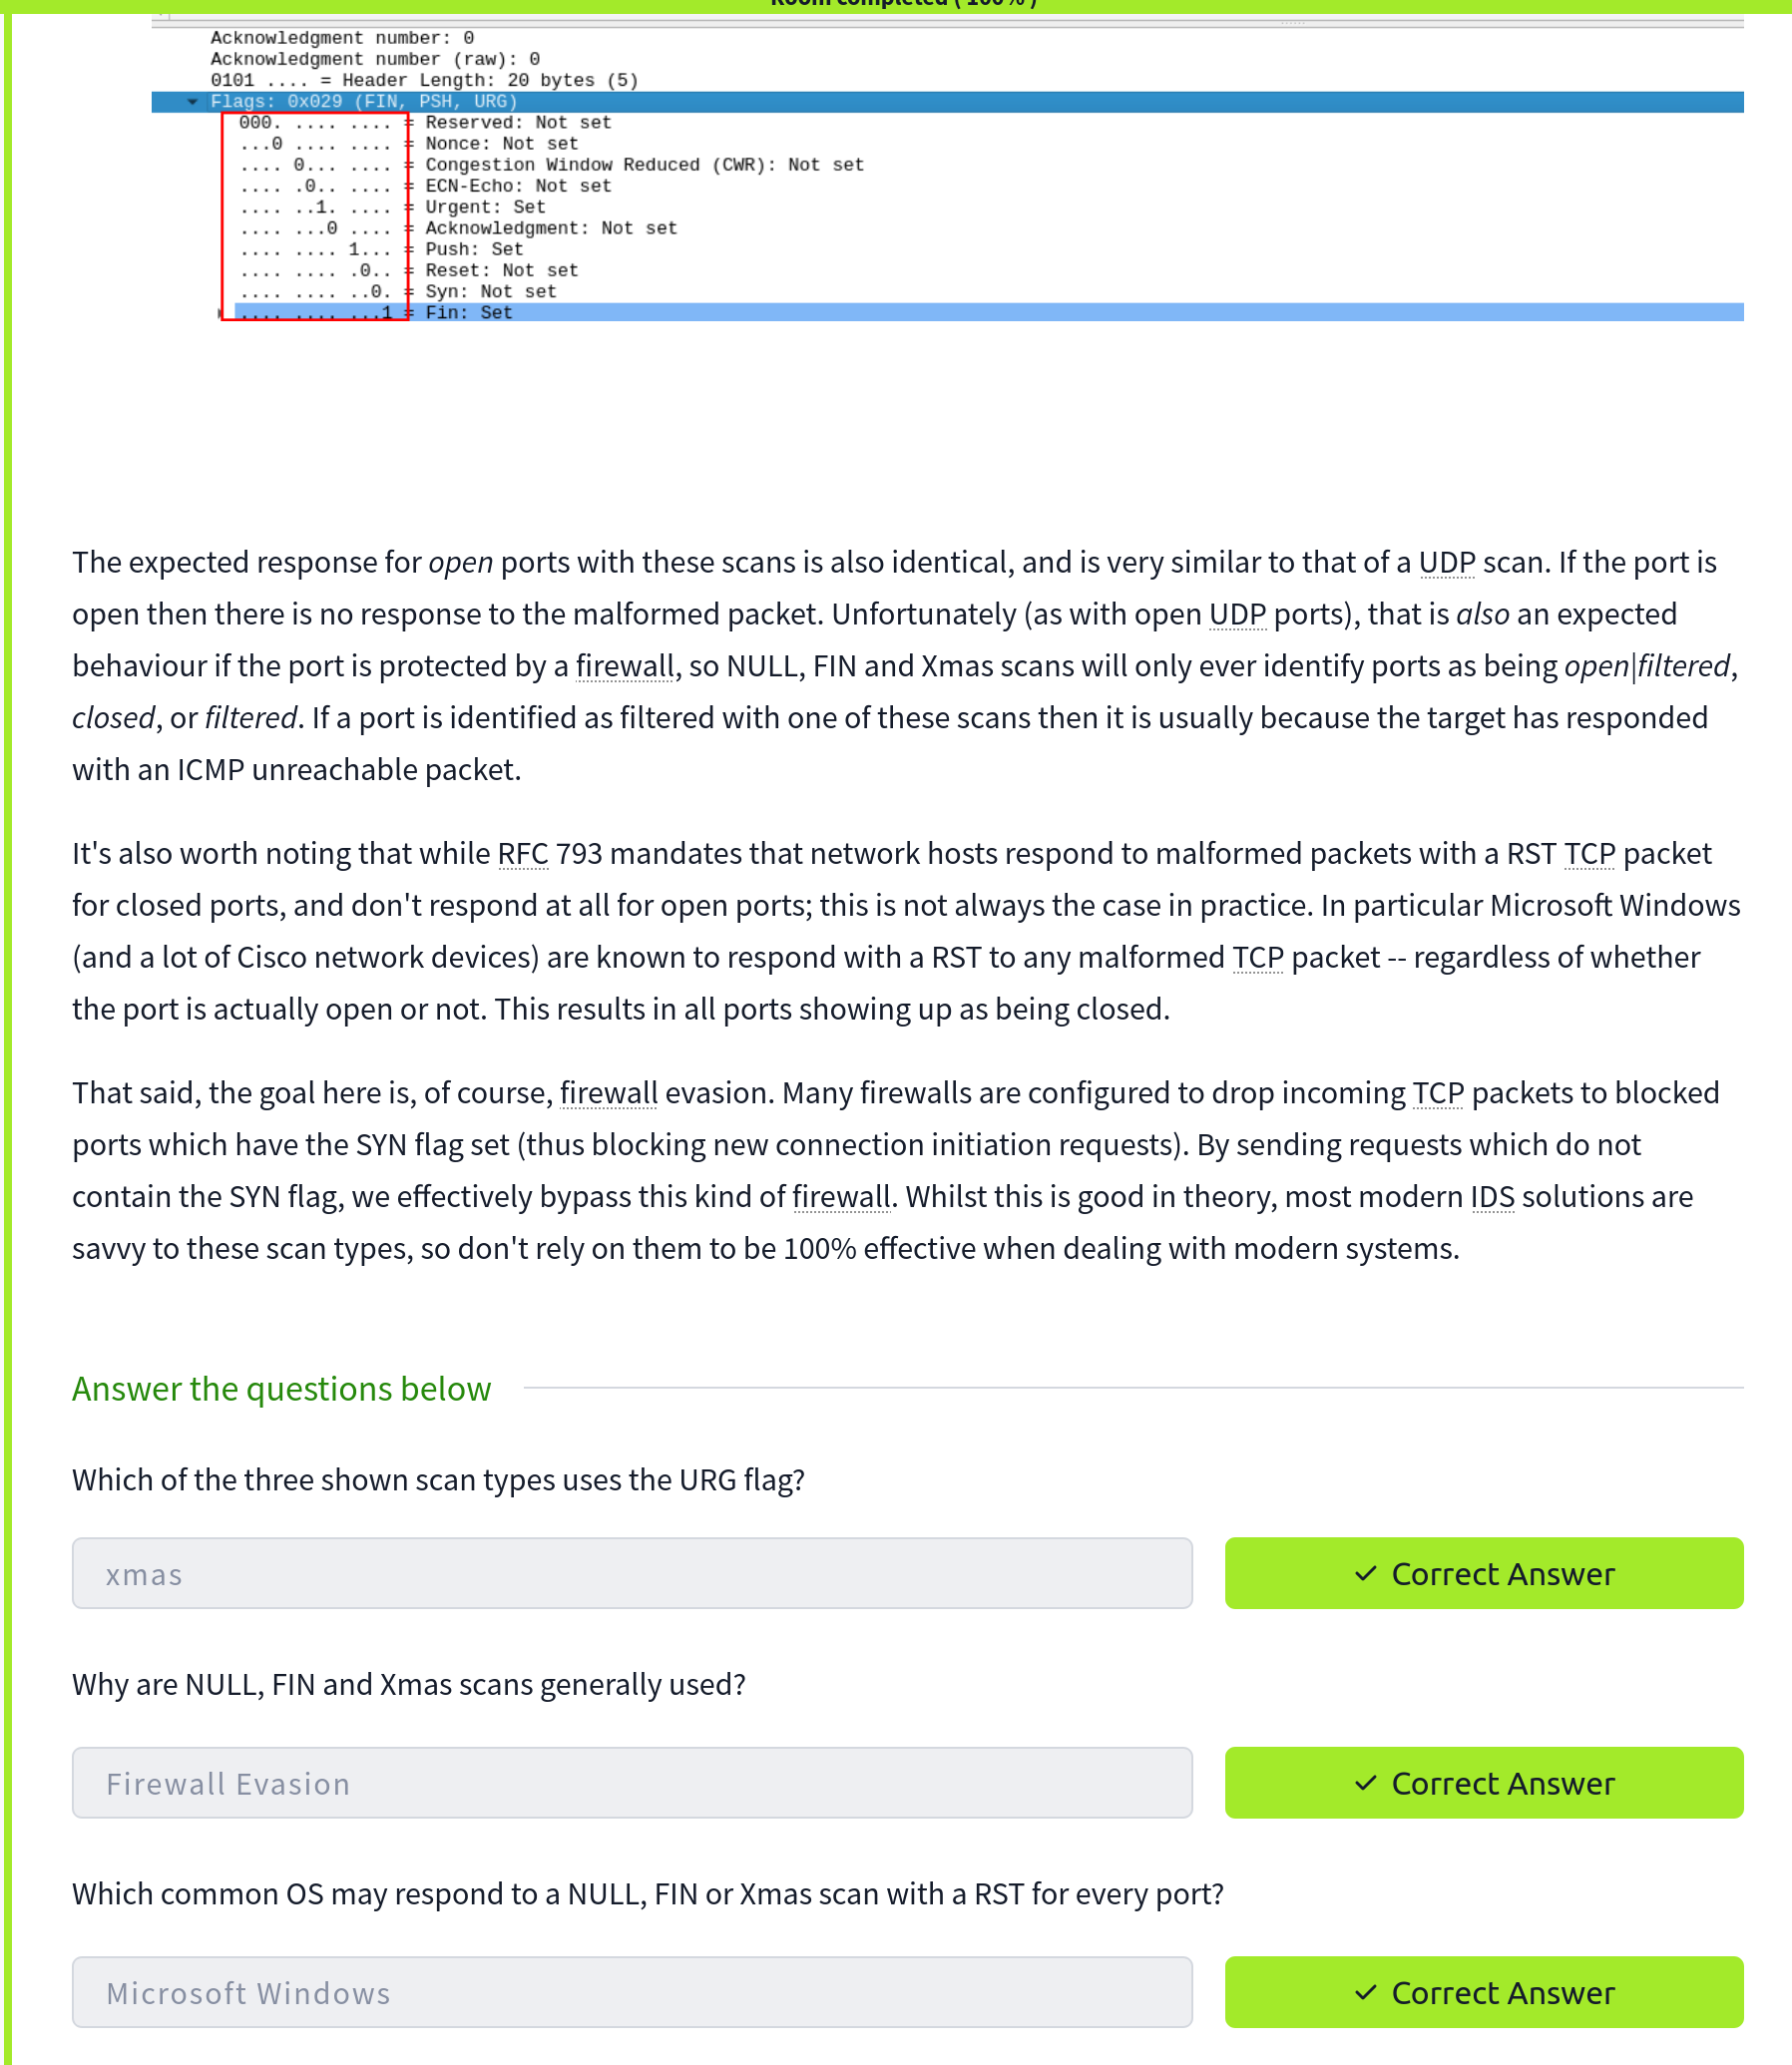 Room completed ( 100% )
Acknowledgment number: 0
Acknowledgment number (raw): 0
0101 .... = Header Length: 20 bytes (5)
Flags: 0x029 (FIN, PSH, URG)
000. .... .... = Reserved: Not set
...0 .... .... = Nonce: Not set
.... 0... .... = Congestion Window Reduced (CWR): Not set
.... .0.. .... = ECN-Echo: Not set
.... ..1. .... = Urgent: Set
.... ...0 .... = Acknowledgment: Not set
.... .... 1... = Push: Set
.... .... .0.. = Reset: Not set
.... .... ..0. = Syn: Not set
.... .... ...1 = Fin: Set
The expected response for open ports with these scans is also identical, and is very similar to that of a UDP scan. If the port is
open then there is no response to the malformed packet. Unfortunately (as with open UDP ports), that is also an expected
behaviour if the port is protected by a firewall, so NULL, FIN and Xmas scans will only ever identify ports as being open|filtered,
closed, or filtered. If a port is identified as filtered with one of these scans then it is usually because the target has responded
with an ICMP unreachable packet.
It's also worth noting that while RFC 793 mandates that network hosts respond to malformed packets with a RST TCP packet
for closed ports, and don't respond at all for open ports; this is not always the case in practice. In particular Microsoft Windows
(and a lot of Cisco network devices) are known to respond with a RST to any malformed TCP packet -- regardless of whether
the port is actually open or not. This results in all ports showing up as being closed.
That said, the goal here is, of course, firewall evasion. Many firewalls are configured to drop incoming TCP packets to blocked
ports which have the SYN flag set (thus blocking new connection initiation requests). By sending requests which do not
contain the SYN flag, we effectively bypass this kind of firewall. Whilst this is good in theory, most modern IDS solutions are
savvy to these scan types, so don't rely on them to be 100% effective when dealing with modern systems.
Answer the questions below
Which of the three shown scan types uses the URG flag?
xmas
✓ Correct Answer
Why are NULL, FIN and Xmas scans generally used?
Firewall Evasion
✓ Correct Answer
Which common OS may respond to a NULL, FIN or Xmas scan with a RST for every port?
Microsoft Windows
✓ Correct Answer